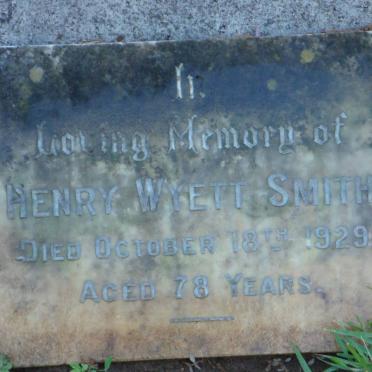 In
Loving Memory of
HENRY WYETT SMITH
DIED OCTOBER 18TH 1929.
AGED 78 YEARS.